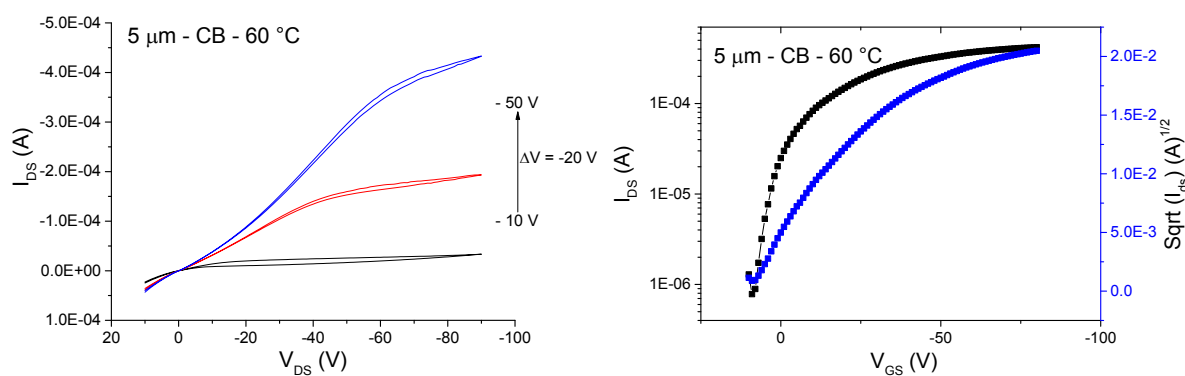 -5.0E-04
-4.0E-04
-3.0E-04
-2.0E-04
-1.0E-04
0.0E+00
1.0E-04
I_DS (A)
5 μm - CB - 60 °C
- 50 V
ΔV = -20 V
- 10 V
20 0 -20 -40 -60 -80 -100
V_DS (V)
5 μm - CB - 60 °C
1E-04
1E-05
1E-06
I_DS (A)
2.0E-2
1.5E-2
1.0E-2
5.0E-3
0.0
Sqrt (I_ds) (A)^1/2
0 -50 -100
V_GS (V)